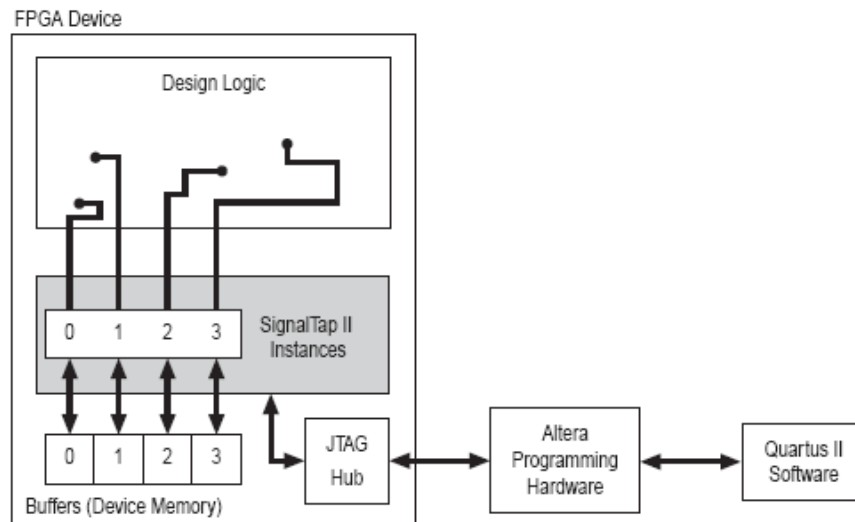 FPGA Device
Design Logic
0 1 2 3
SignalTap II
Instances
0 1 2 3
Buffers (Device Memory)
JTAG
Hub
Altera
Programming
Hardware
Quartus II
Software